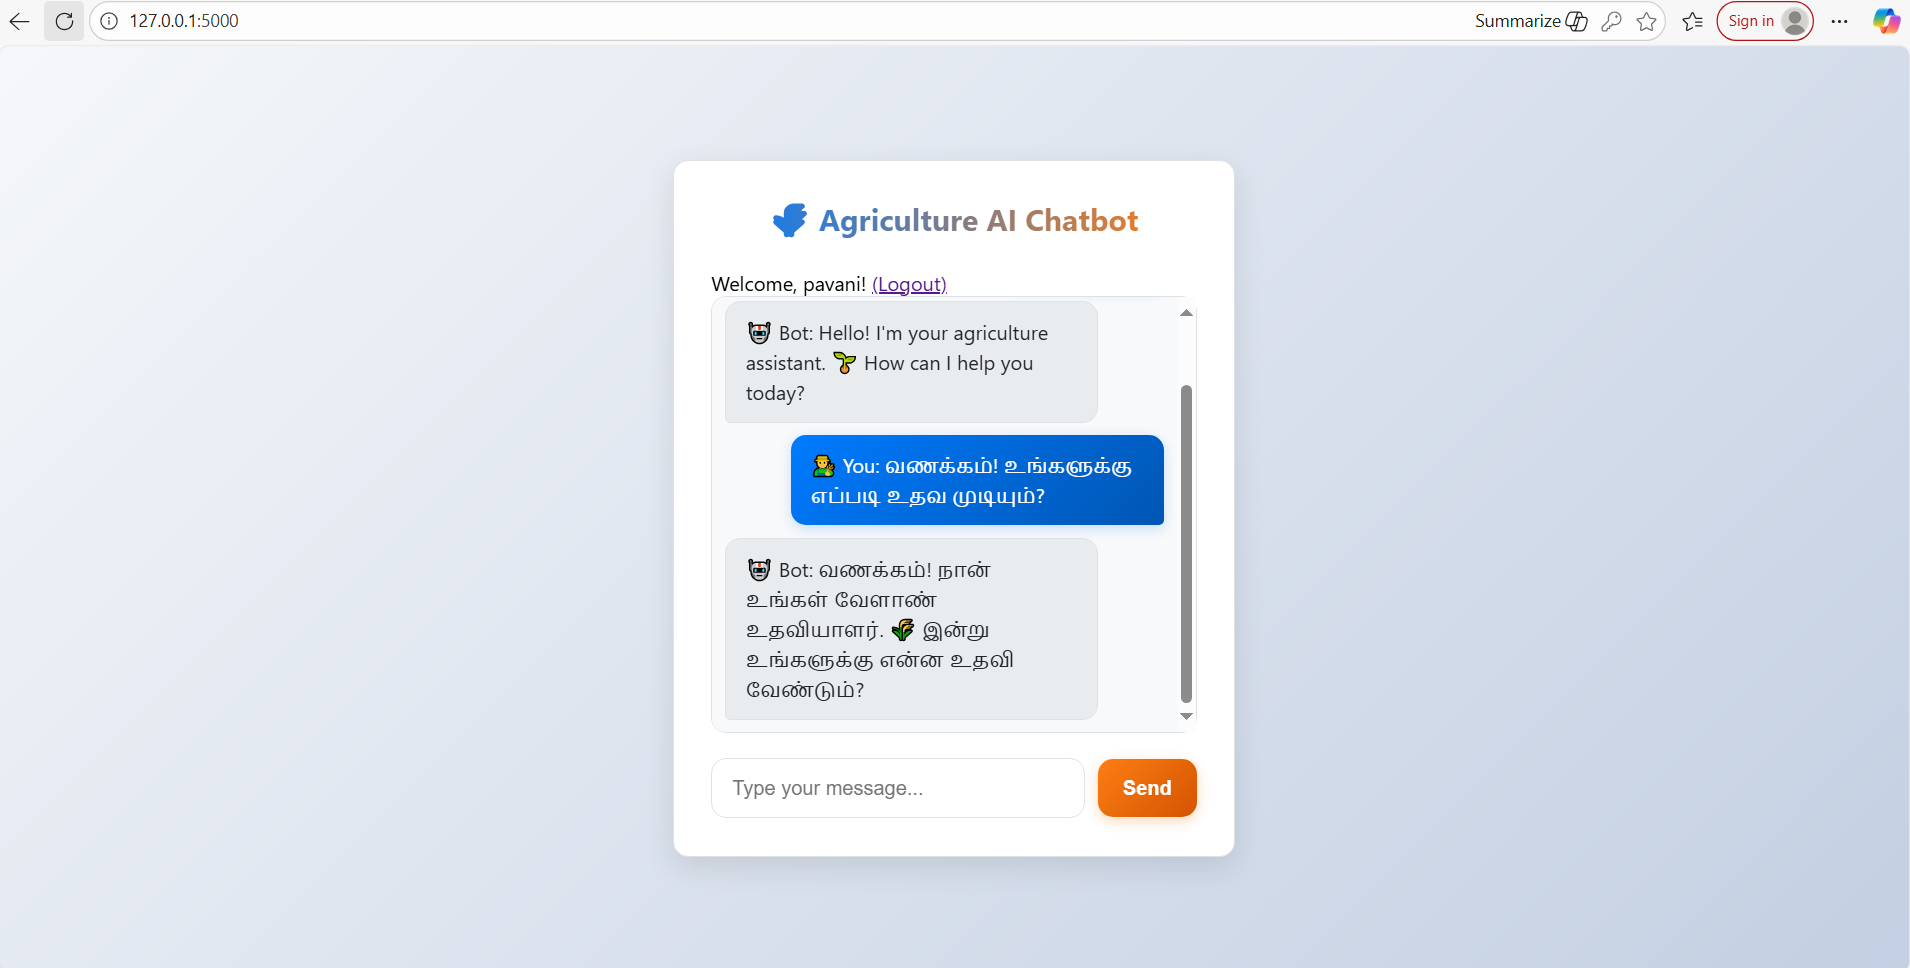 127.0.0.1:5000
Summarize
Sign in
Agriculture AI Chatbot
Welcome, pavani! (Logout)
Bot: Hello! I'm your agriculture
assistant. 🌱 How can I help you
today?
You: வணக்கம்! உங்களுக்கு
எப்படி உதவ முடியும்?
Bot: வணக்கம்! நான்
உங்கள் வேளாண்
உதவியாளர். 🌾 இன்று
உங்களுக்கு என்ன உதவி
வேண்டும்?
Type your message...
Send